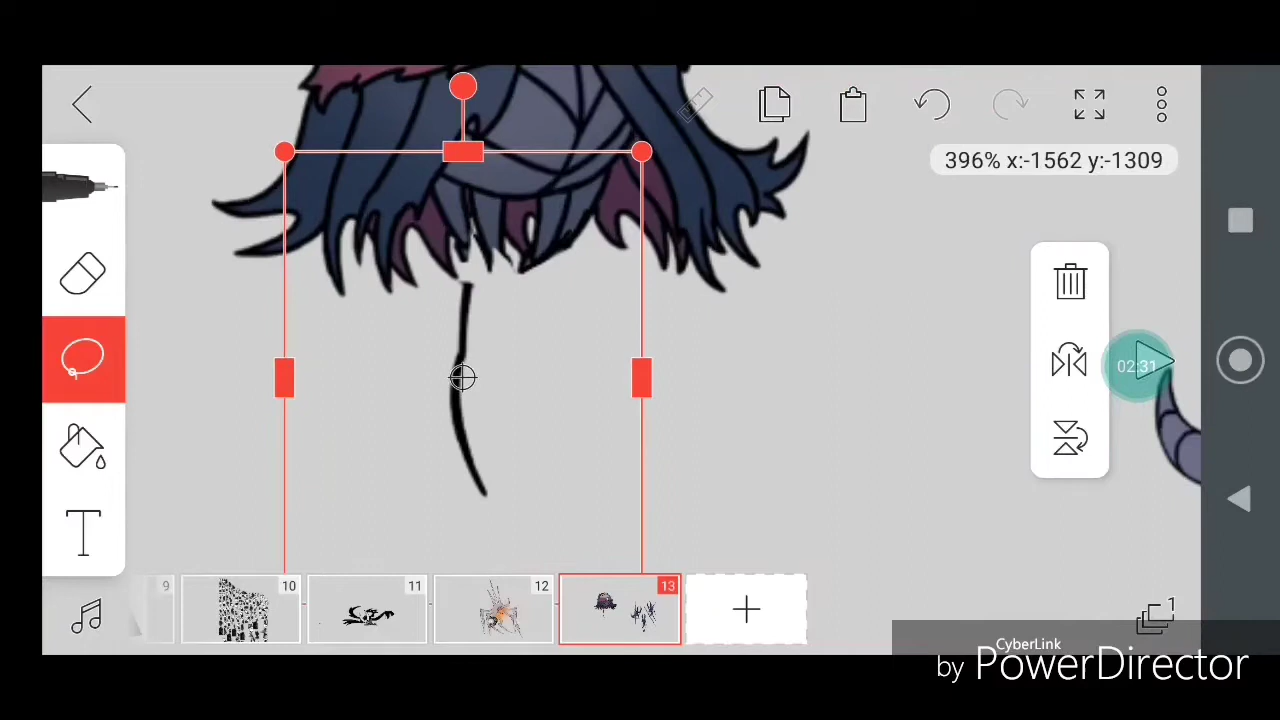 396% x:-1562 y:-1309
02:31
T
9
10
11
12
13
1
CyberLink
by PowerDirector